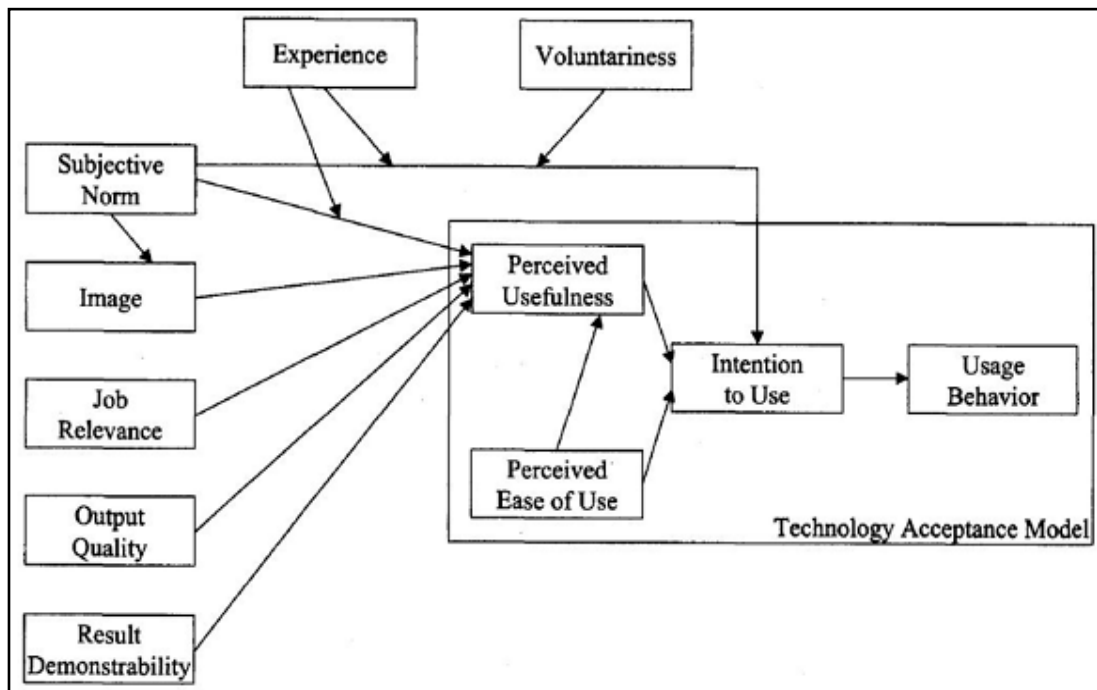 Experience
Voluntariness
Subjective
Norm
Image
Job
Relevance
Output
Quality
Result
Demonstrability
Perceived
Usefulness
Perceived
Ease of Use
Intention
to Use
Usage
Behavior
Technology Acceptance Model